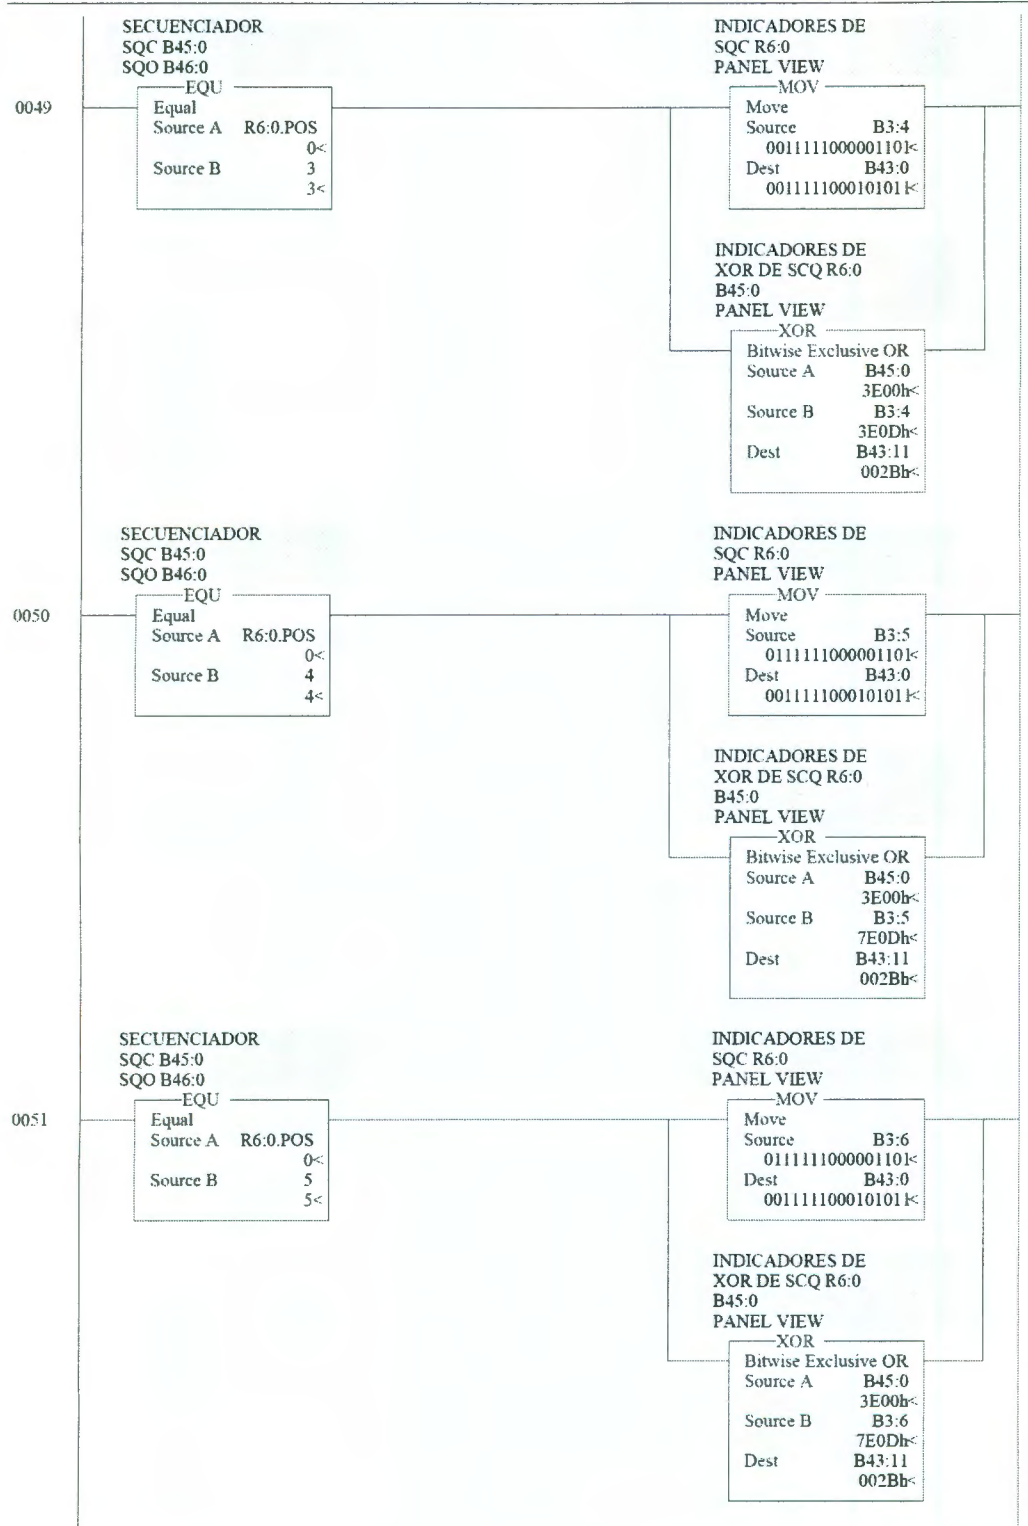 SECUENCIADOR
SQC B45:0
SQO B46:0
INDICADORES DE
SQC R6:0
PANEL VIEW
0049
EQU
Equal
Source A R6:0.POS
0<
Source B 3
3<
MOV
Move
Source B3:4
0011111000001101<
Dest B43:0
0011111000101011<
INDICADORES DE
XOR DE SCQ R6:0
B45:0
PANEL VIEW
XOR
Bitwise Exclusive OR
Source A B45:0
3E00h<
Source B B3:4
3E0Dh<
Dest B43:11
002Bh<
SECUENCIADOR
SQC B45:0
SQO B46:0
INDICADORES DE
SQC R6:0
PANEL VIEW
0050
EQU
Equal
Source A R6:0.POS
0<
Source B 4
4<
MOV
Move
Source B3:5
0111111000001101<
Dest B43:0
0011111000101011<
INDICADORES DE
XOR DE SCQ R6:0
B45:0
PANEL VIEW
XOR
Bitwise Exclusive OR
Source A B45:0
3E00h<
Source B B3:5
7E0Dh<
Dest B43:11
002Bh<
SECUENCIADOR
SQC B45:0
SQO B46:0
INDICADORES DE
SQC R6:0
PANEL VIEW
0051
EQU
Equal
Source A R6:0.POS
0<
Source B 5
5<
MOV
Move
Source B3:6
0111111000001101<
Dest B43:0
0011111000101011<
INDICADORES DE
XOR DE SCQ R6:0
B45:0
PANEL VIEW
XOR
Bitwise Exclusive OR
Source A B45:0
3E00h<
Source B B3:6
7E0Dh<
Dest B43:11
002Bh<